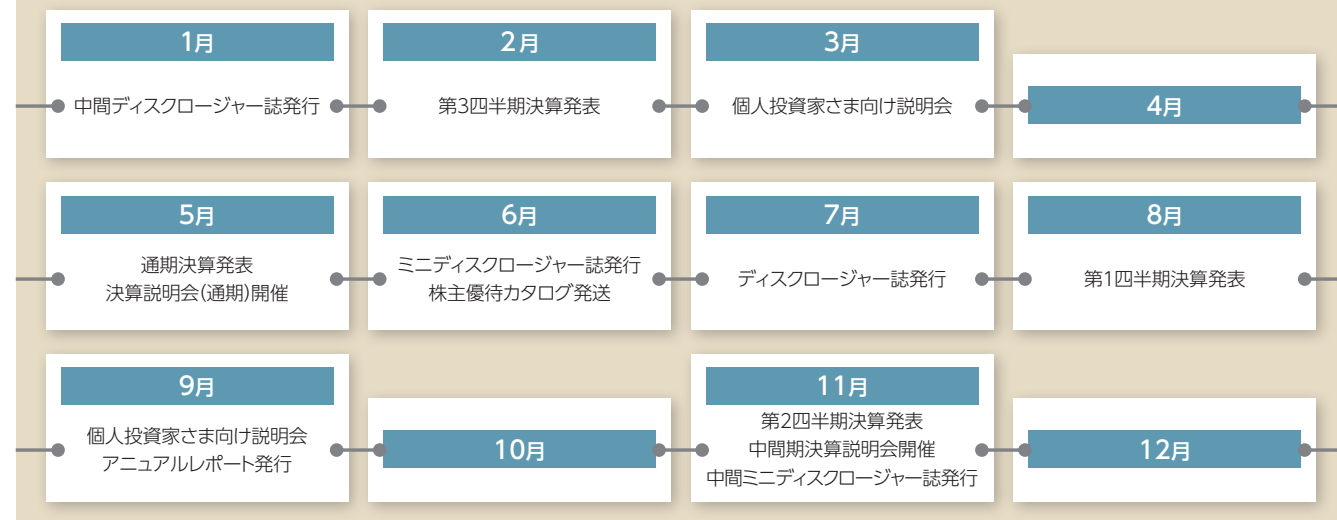 1月
中間ディスクロージャー誌発行
2月
第3四半期決算発表
3月
個人投資家さま向け説明会
4月
5月
通期決算発表
決算説明会(通期)開催
6月
ミニディスクロージャー誌発行
株主優待カタログ発送
7月
ディスクロージャー誌発行
8月
第1四半期決算発表
9月
個人投資家さま向け説明会
アニュアルレポート発行
10月
11月
第2四半期決算発表
中間期決算説明会開催
中間ミニディスクロージャー誌発行
12月